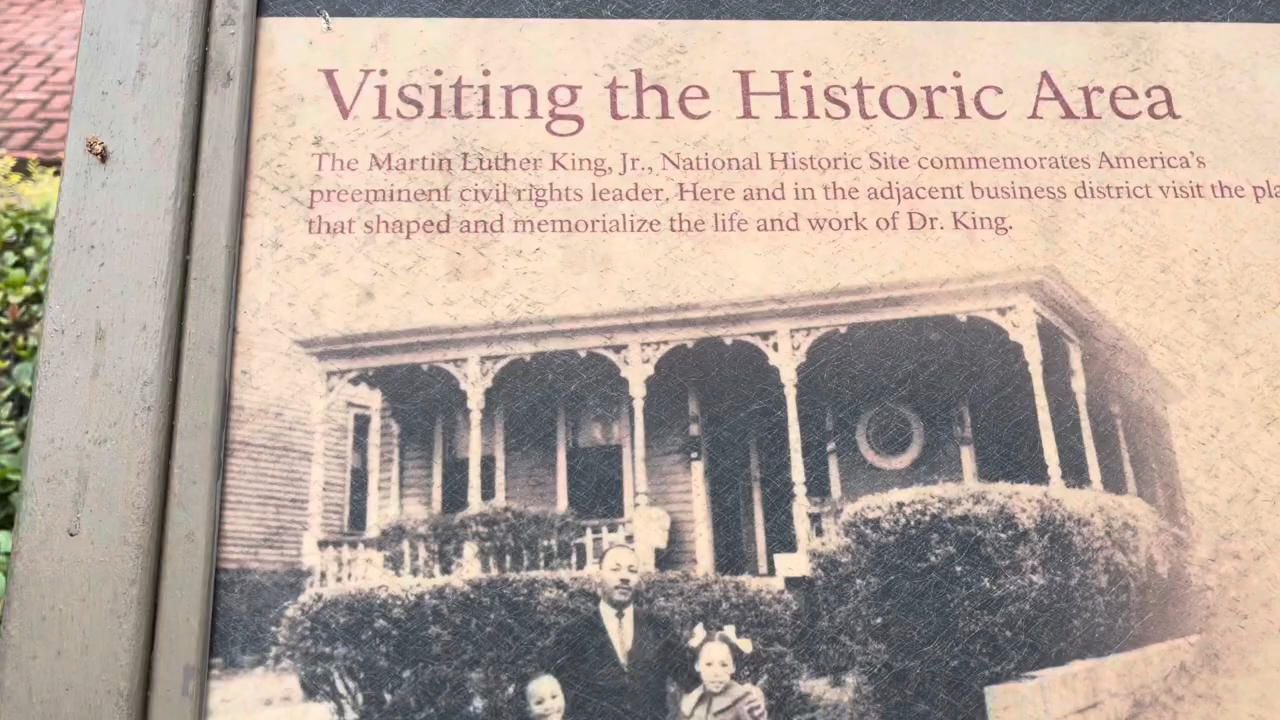 Visiting the Historic Area
The Martin Luther King, Jr., National Historic Site commemorates America's
preeminent civil rights leader. Here and in the adjacent business district visit the
that shaped and memorialize the life and work of Dr. King.